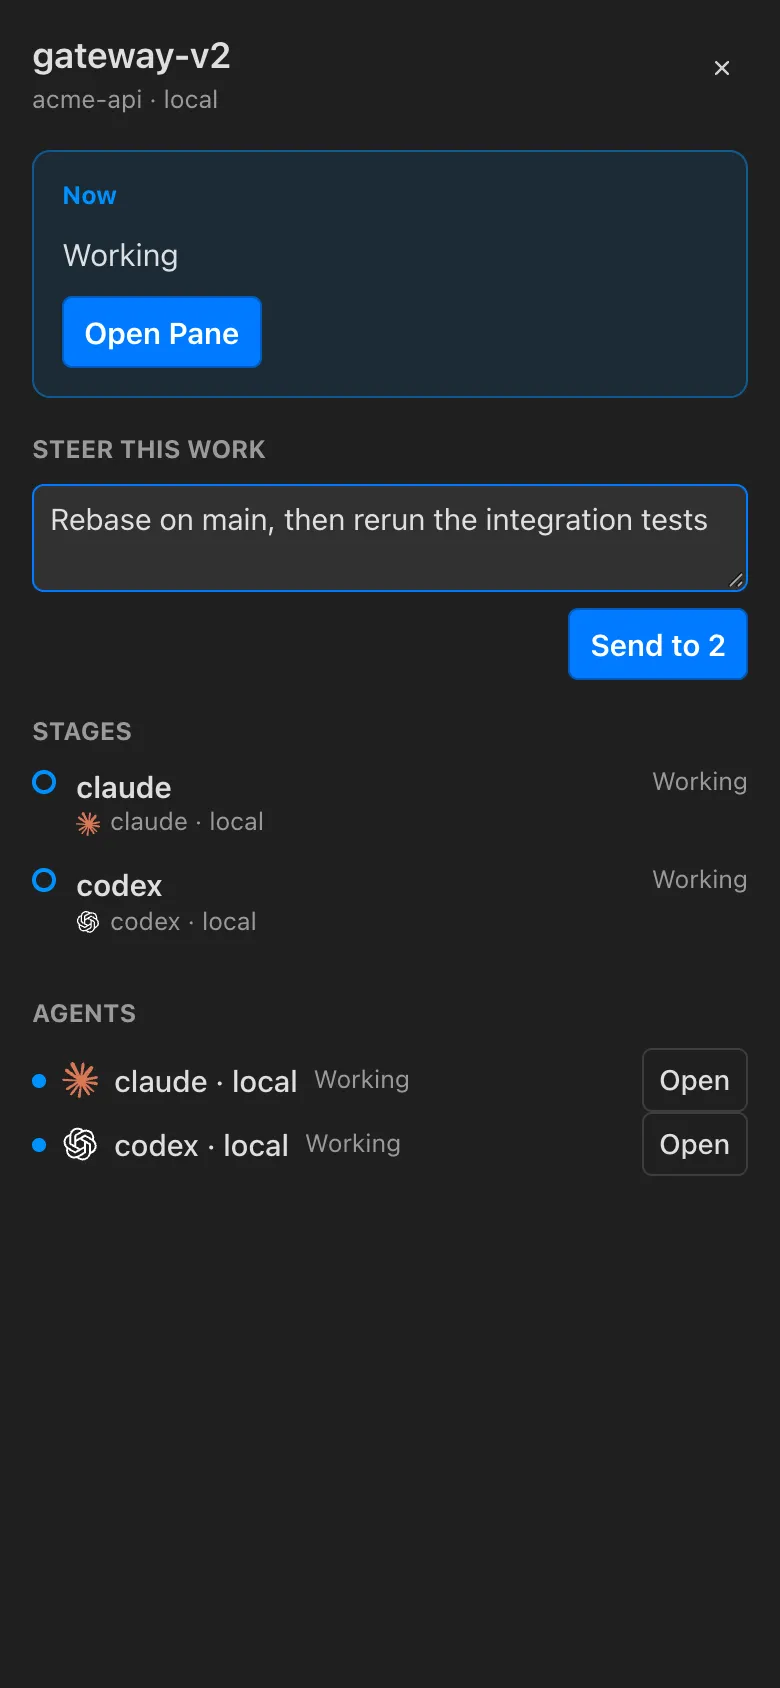 gateway-v2
acme-api · local
Now
Working
Open Pane
STEER THIS WORK
Rebase on main, then rerun the integration tests
Send to 2
STAGES
claude Working
claude · local
codex Working
codex · local
AGENTS
claude · local Working Open
codex · local Working Open